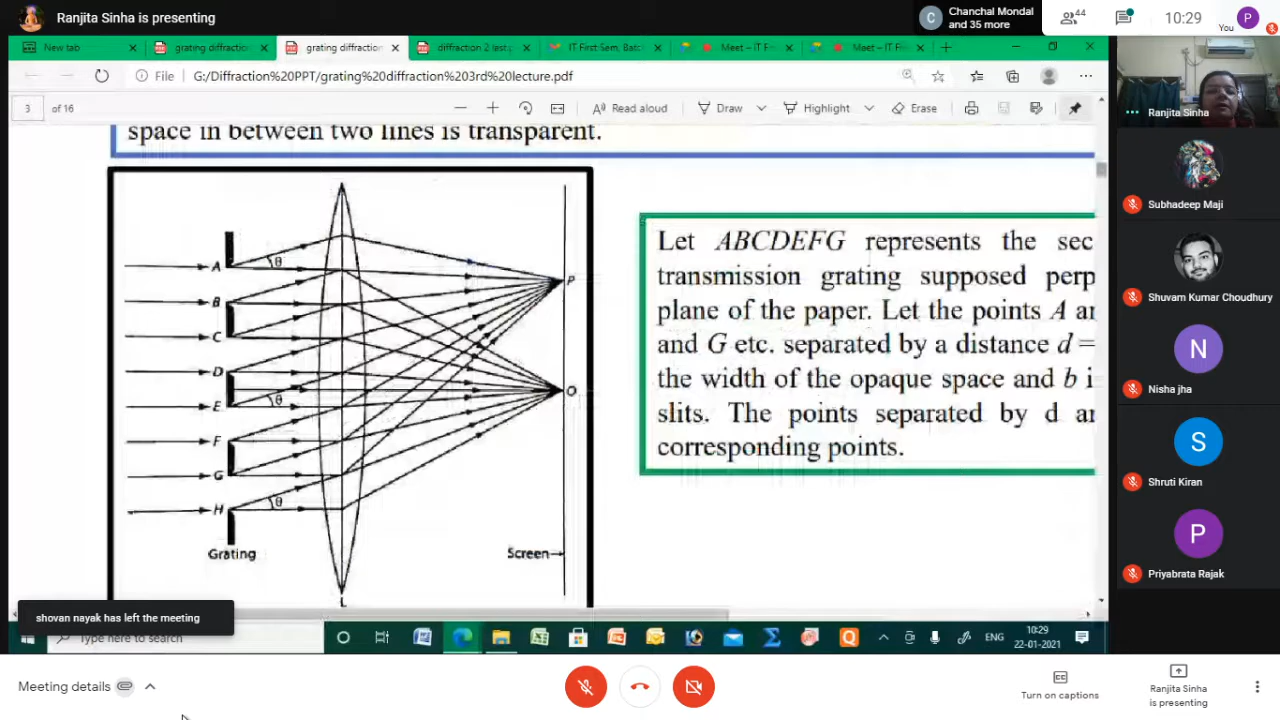 Ranjita Sinha is presenting
Chanchal Mondal
and 35 more
44
10:29
You
P
New tab
grating diffraction
grating diffraction
diffraction 2 test.
IT First Sem, Batch
Meet – IT Fi
Meet – IT Fi
File
G:/Diffraction%20PPT/grating%20diffraction%203rd%20lecture.pdf
3
of 16
Read aloud
Draw
Highlight
Erase
space in between two lines is transparent.
A
B
C
D
E
F
G
H
θ
θ
θ
P
O
L
Grating
Screen
Let ABCDEFG represents the sec
transmission grating supposed perp
plane of the paper. Let the points A ar
and G etc. separated by a distance d =
the width of the opaque space and b i
slits. The points separated by d ar
corresponding points.
Ranjita Sinha
Subhadeep Maji
Shuvam Kumar Choudhury
N
Nisha jha
S
Shruti Kiran
P
Priyabrata Rajak
shovan nayak has left the meeting
Type here to search
ENG
10:29
22-01-2021
Meeting details
Turn on captions
Ranjita Sinha
is presenting